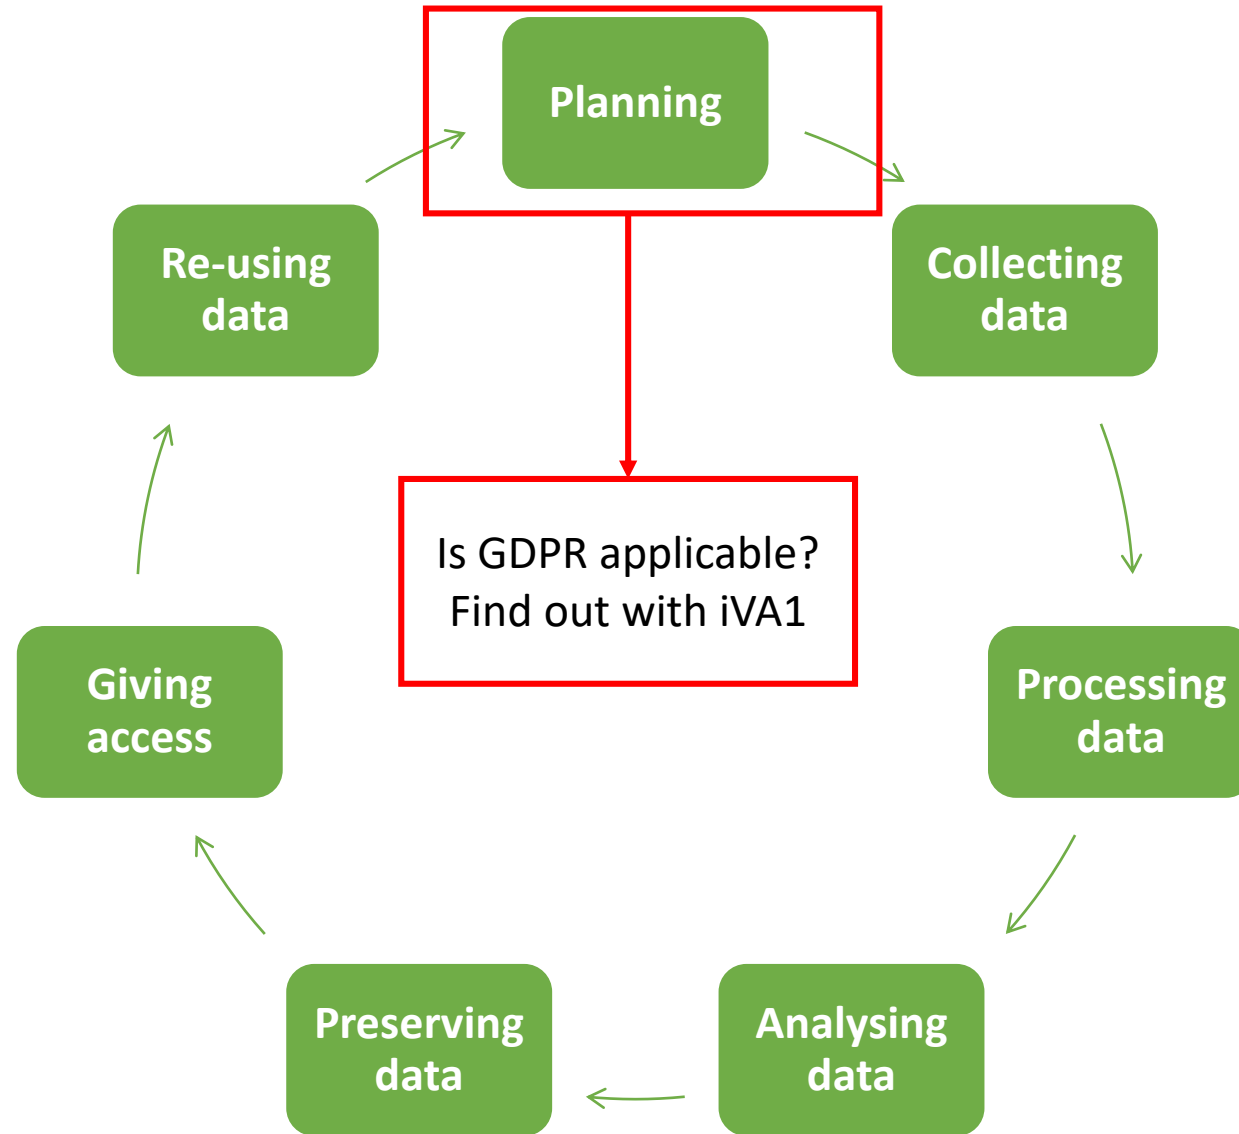 Planning
Collecting
data
Processing
data
Analysing
data
Preserving
data
Giving
access
Re-using
data
Is GDPR applicable?
Find out with iVA1